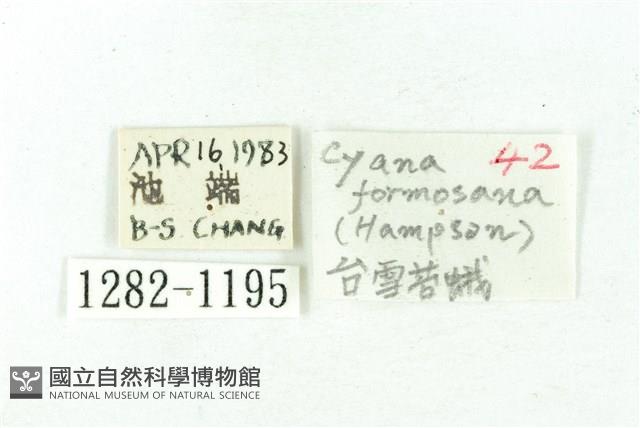 APR 16, 1983
池 端
B-S CHANG
1282-1195
Cyana 42
formosana
(Hampson)
台雪苔蛾
國立自然科學博物館
NATIONAL MUSEUM OF NATURAL SCIENCE